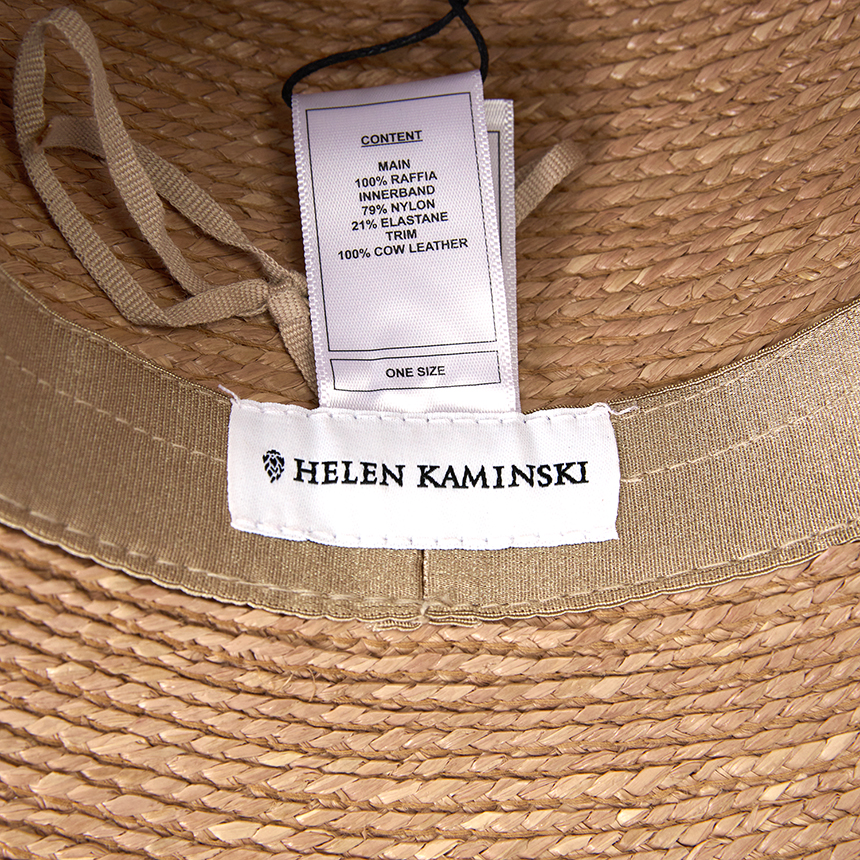 CONTENT
MAIN
100% RAFFIA
INNERBAND
79% NYLON
21% ELASTANE
TRIM
100% COW LEATHER
ONE SIZE
HELEN KAMINSKI